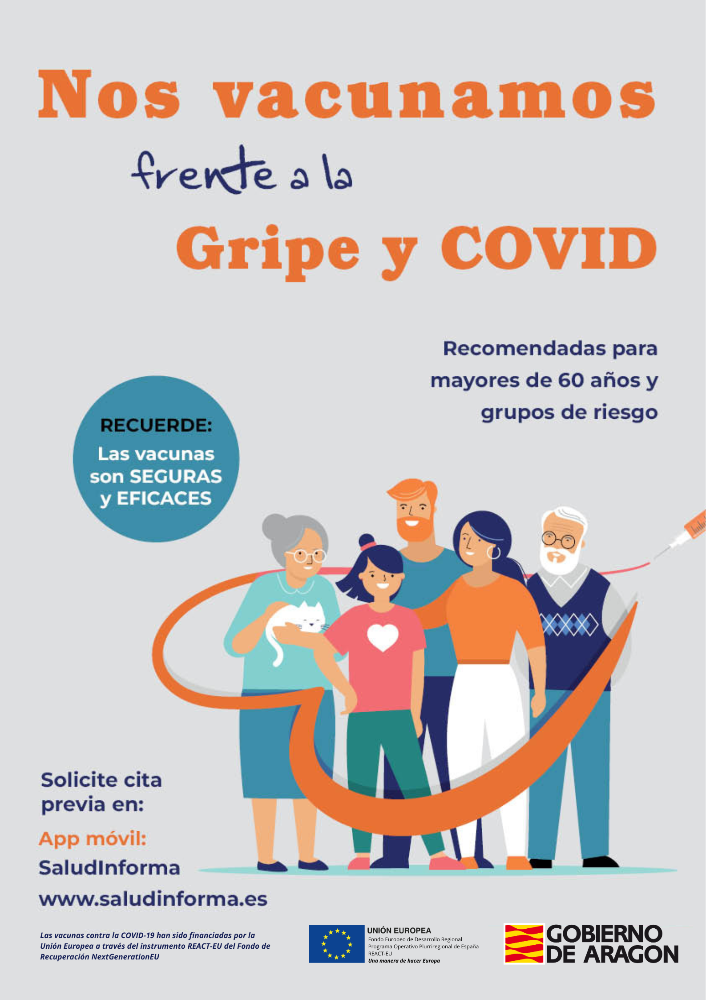 Nos vacunamos
frente a la
Gripe y COVID
Recomendadas para
mayores de 60 años y
grupos de riesgo
RECUERDE:
Las vacunas
son SEGURAS
y EFICACES
Solicite cita
previa en:
App móvil:
SaludInforma
www.saludinforma.es
Las vacunas contra la COVID-19 han sido financiadas por la
Unión Europea a través del instrumento REACT-EU del Fondo de
Recuperación NextGenerationEU
UNIÓN EUROPEA
Fondo Europeo de Desarrollo Regional
Programa Operativo Plurriregional de España
REACT-EU
Una manera de hacer Europa
GOBIERNO
DE ARAGON